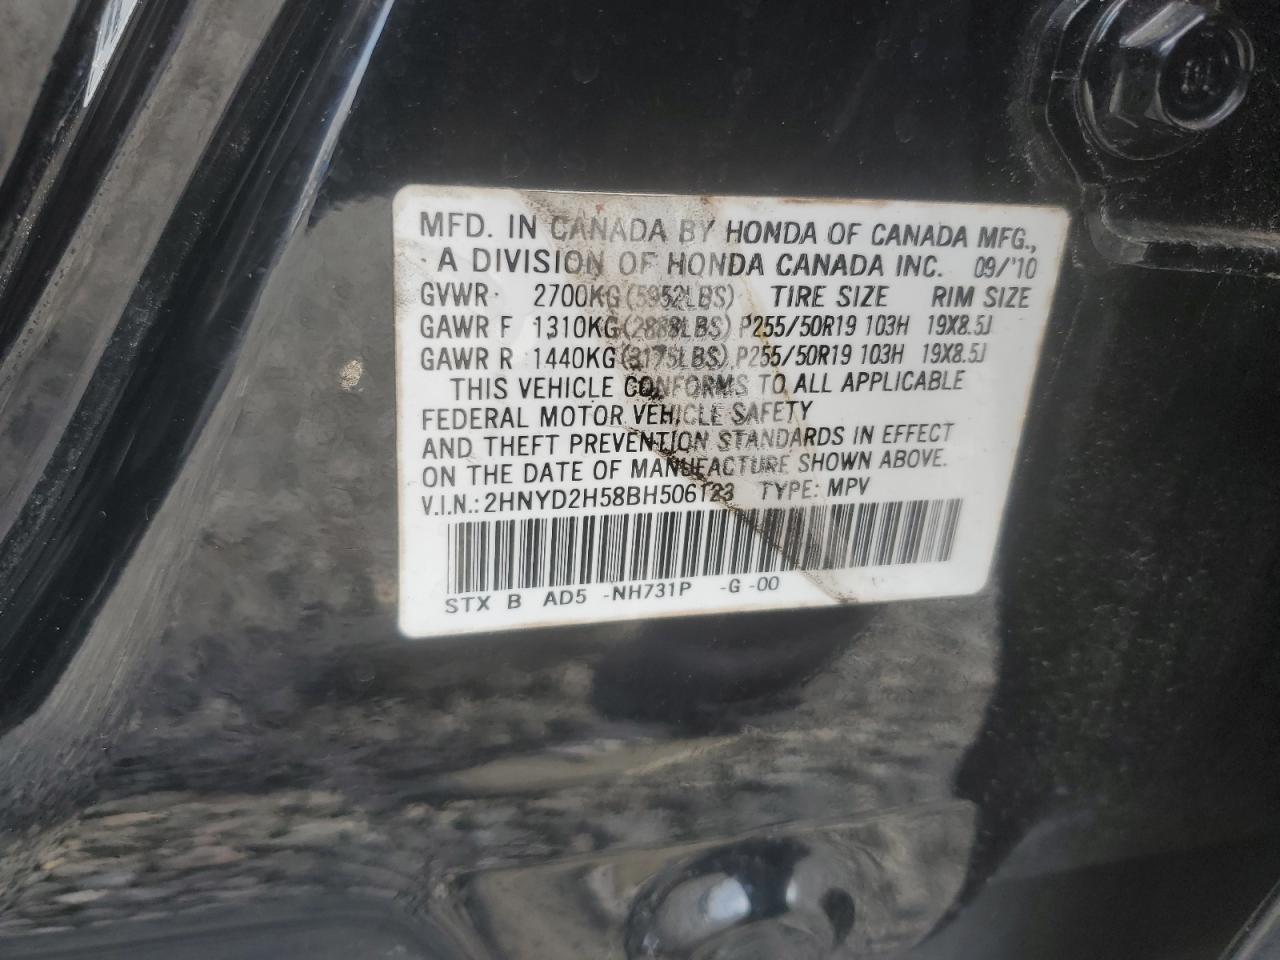 MFD. IN CANADA BY HONDA OF CANADA MFG.,
A DIVISION OF HONDA CANADA INC. 09/'10
GVWR 2700KG(5952LBS) TIRE SIZE RIM SIZE
GAWR F 1310KG(2888LBS) P255/50R19 103H 19X8.5J
GAWR R 1440KG(3175LBS) P255/50R19 103H 19X8.5J
THIS VEHICLE CONFORMS TO ALL APPLICABLE
FEDERAL MOTOR VEHICLE SAFETY
AND THEFT PREVENTION STANDARDS IN EFFECT
ON THE DATE OF MANUFACTURE SHOWN ABOVE.
V.I.N.: 2HNYD2H58BH506123 TYPE: MPV
STX B AD5 -NH731P -G -00